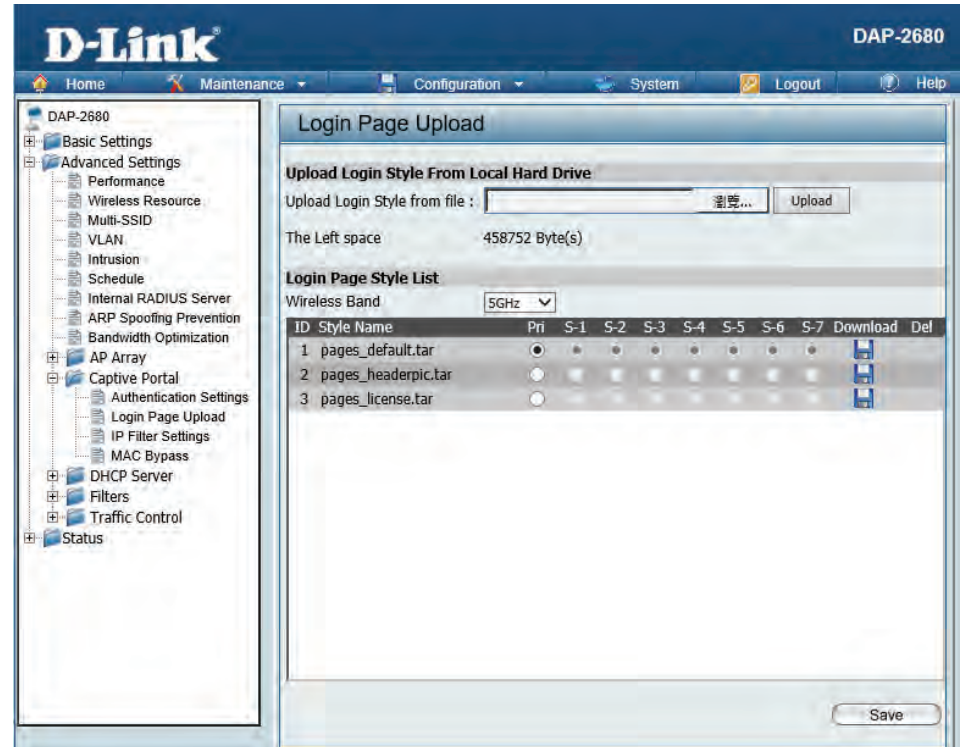 D-Link
DAP-2680
Home Maintenance Configuration System Logout Help
DAP-2680
Basic Settings
Advanced Settings
Performance
Wireless Resource
Multi-SSID
VLAN
Intrusion
Schedule
Internal RADIUS Server
ARP Spoofing Prevention
Bandwidth Optimization
AP Array
Captive Portal
Authentication Settings
Login Page Upload
IP Filter Settings
MAC Bypass
DHCP Server
Filters
Traffic Control
Status
Login Page Upload
Upload Login Style From Local Hard Drive
Upload Login Style from file : 瀏覽... Upload
The Left space 458752 Byte(s)
Login Page Style List
Wireless Band 5GHz
ID Style Name Pri S-1 S-2 S-3 S-4 S-5 S-6 S-7 Download Del
1 pages_default.tar
2 pages_headerpic.tar
3 pages_license.tar
Save